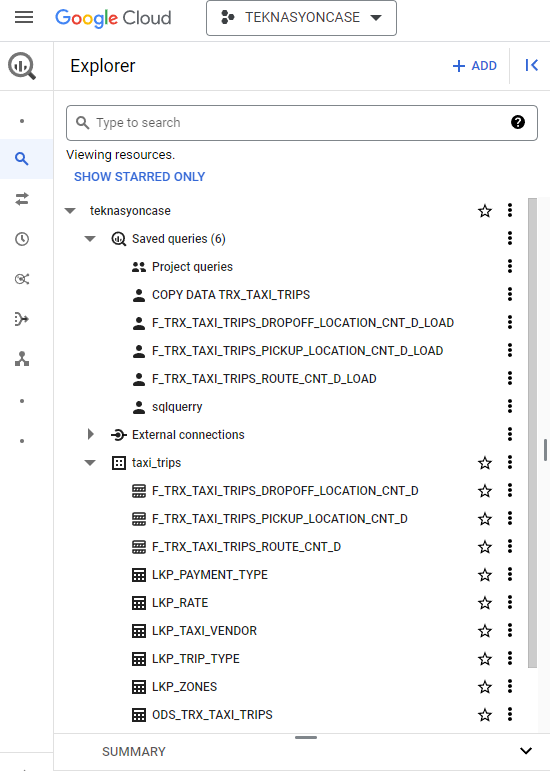 Google Cloud
TEKNASYONCASE
Explorer
+ ADD
Type to search
Viewing resources.
SHOW STARRED ONLY
teknasyoncase
Saved queries (6)
Project queries
COPY DATA TRX_TAXI_TRIPS
F_TRX_TAXI_TRIPS_DROPOFF_LOCATION_CNT_D_LOAD
F_TRX_TAXI_TRIPS_PICKUP_LOCATION_CNT_D_LOAD
F_TRX_TAXI_TRIPS_ROUTE_CNT_D_LOAD
sqlquerry
External connections
taxi_trips
F_TRX_TAXI_TRIPS_DROPOFF_LOCATION_CNT_D
F_TRX_TAXI_TRIPS_PICKUP_LOCATION_CNT_D
F_TRX_TAXI_TRIPS_ROUTE_CNT_D
LKP_PAYMENT_TYPE
LKP_RATE
LKP_TAXI_VENDOR
LKP_TRIP_TYPE
LKP_ZONES
ODS_TRX_TAXI_TRIPS
SUMMARY